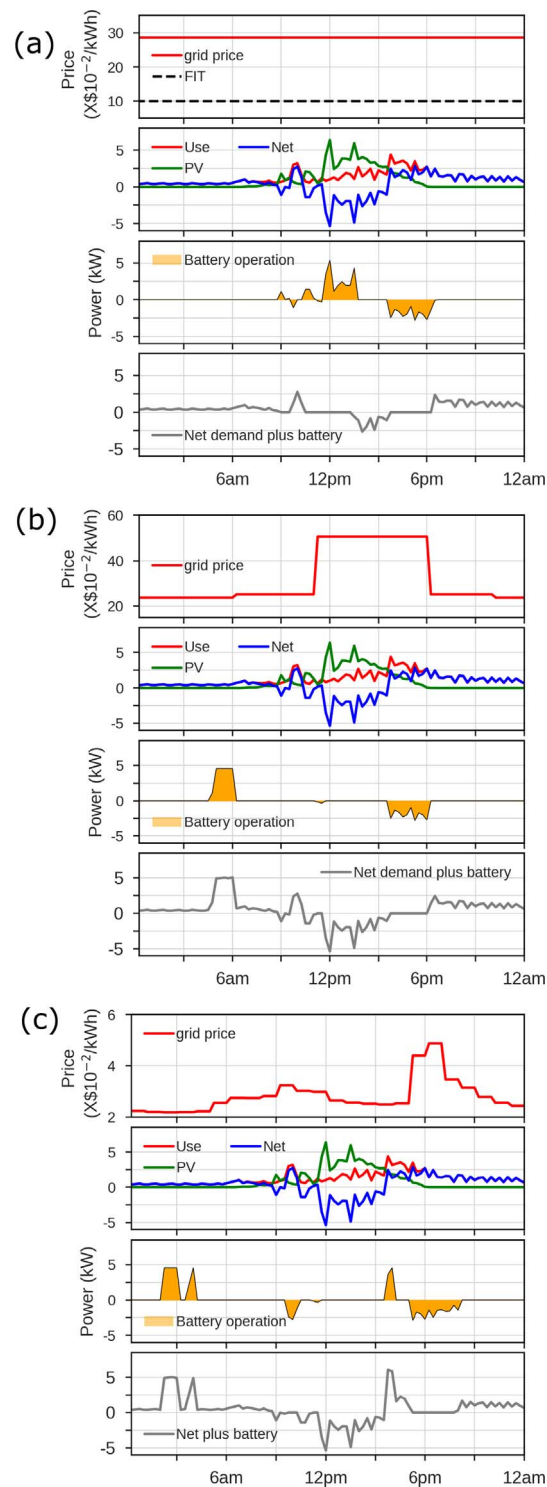 (a)
Price
(X$10⁻²/kWh)
30
10
grid price
FIT
Power (kW)
5
0
-5
Use
PV
Net
5
0
-5
Battery operation
5
0
-5
Net demand plus battery
6am
12pm
6pm
12am
(b)
Price
(X$10⁻²/kWh)
60
40
20
grid price
Power (kW)
5
0
-5
Use
PV
Net
5
0
-5
Battery operation
5
0
-5
Net demand plus battery
6am
12pm
6pm
12am
(c)
Price
(X$10⁻²/kWh)
6
4
2
grid price
Power (kW)
5
0
-5
Use
PV
Net
5
0
-5
Battery operation
5
0
-5
Net plus battery
6am
12pm
6pm
12am